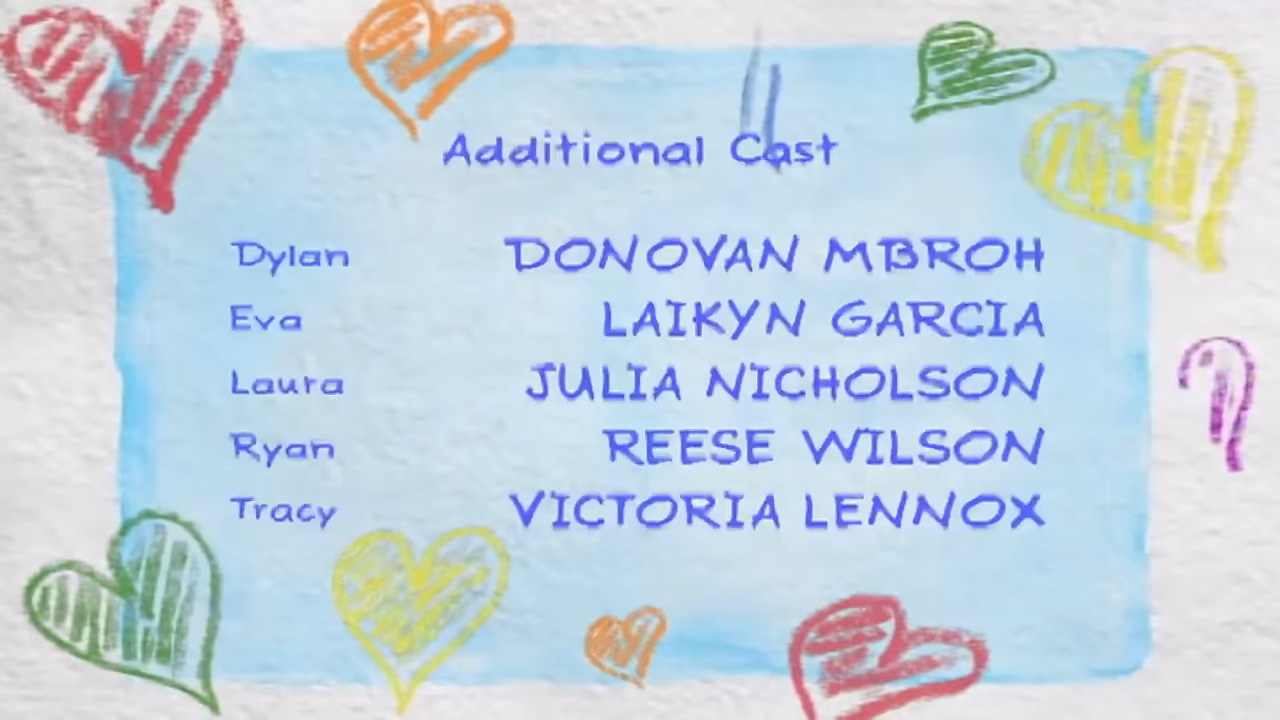 Additional Cast
Dylan DONOVAN MBROH
Eva LAIKYN GARCIA
Laura JULIA NICHOLSON
Ryan REESE WILSON
Tracy VICTORIA LENNOX